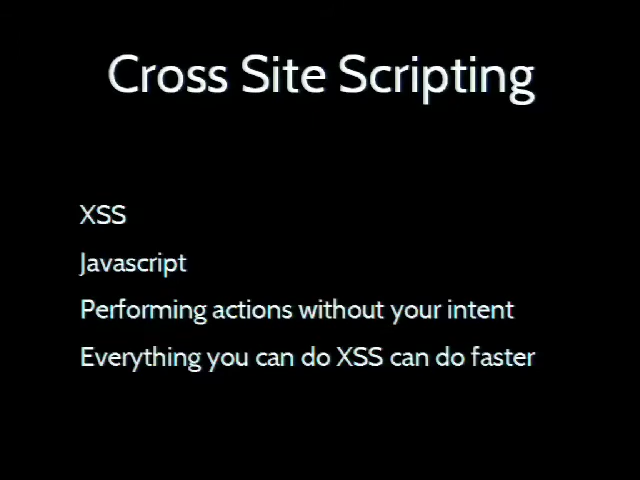 Cross Site Scripting
XSS
Javascript
Performing actions without your intent
Everything you can do XSS can do faster